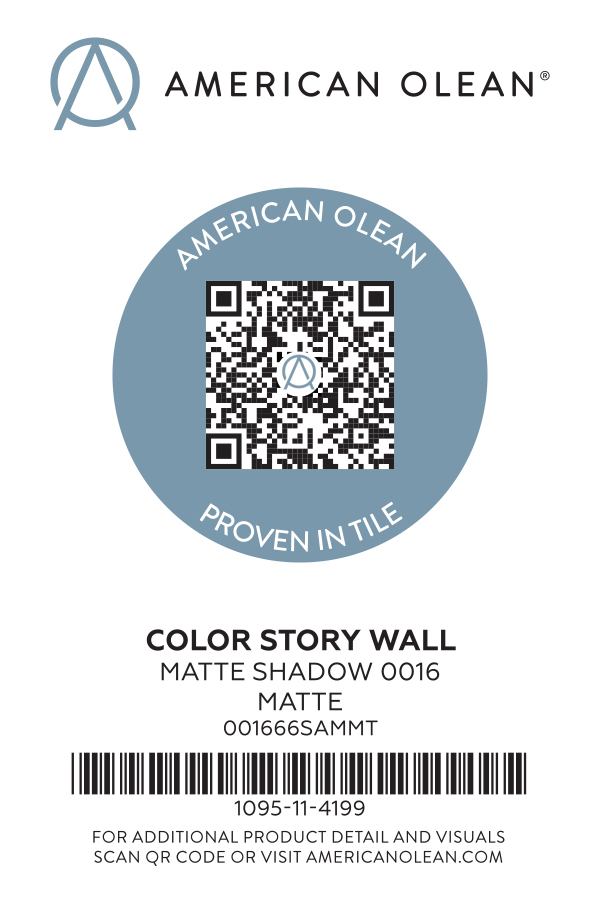 AMERICAN OLEAN®
AMERICAN OLEAN
PROVEN IN TILE
COLOR STORY WALL
MATTE SHADOW 0016
MATTE
001666SAMMT
1095-11-4199
FOR ADDITIONAL PRODUCT DETAIL AND VISUALS
SCAN QR CODE OR VISIT AMERICANOLEAN.COM